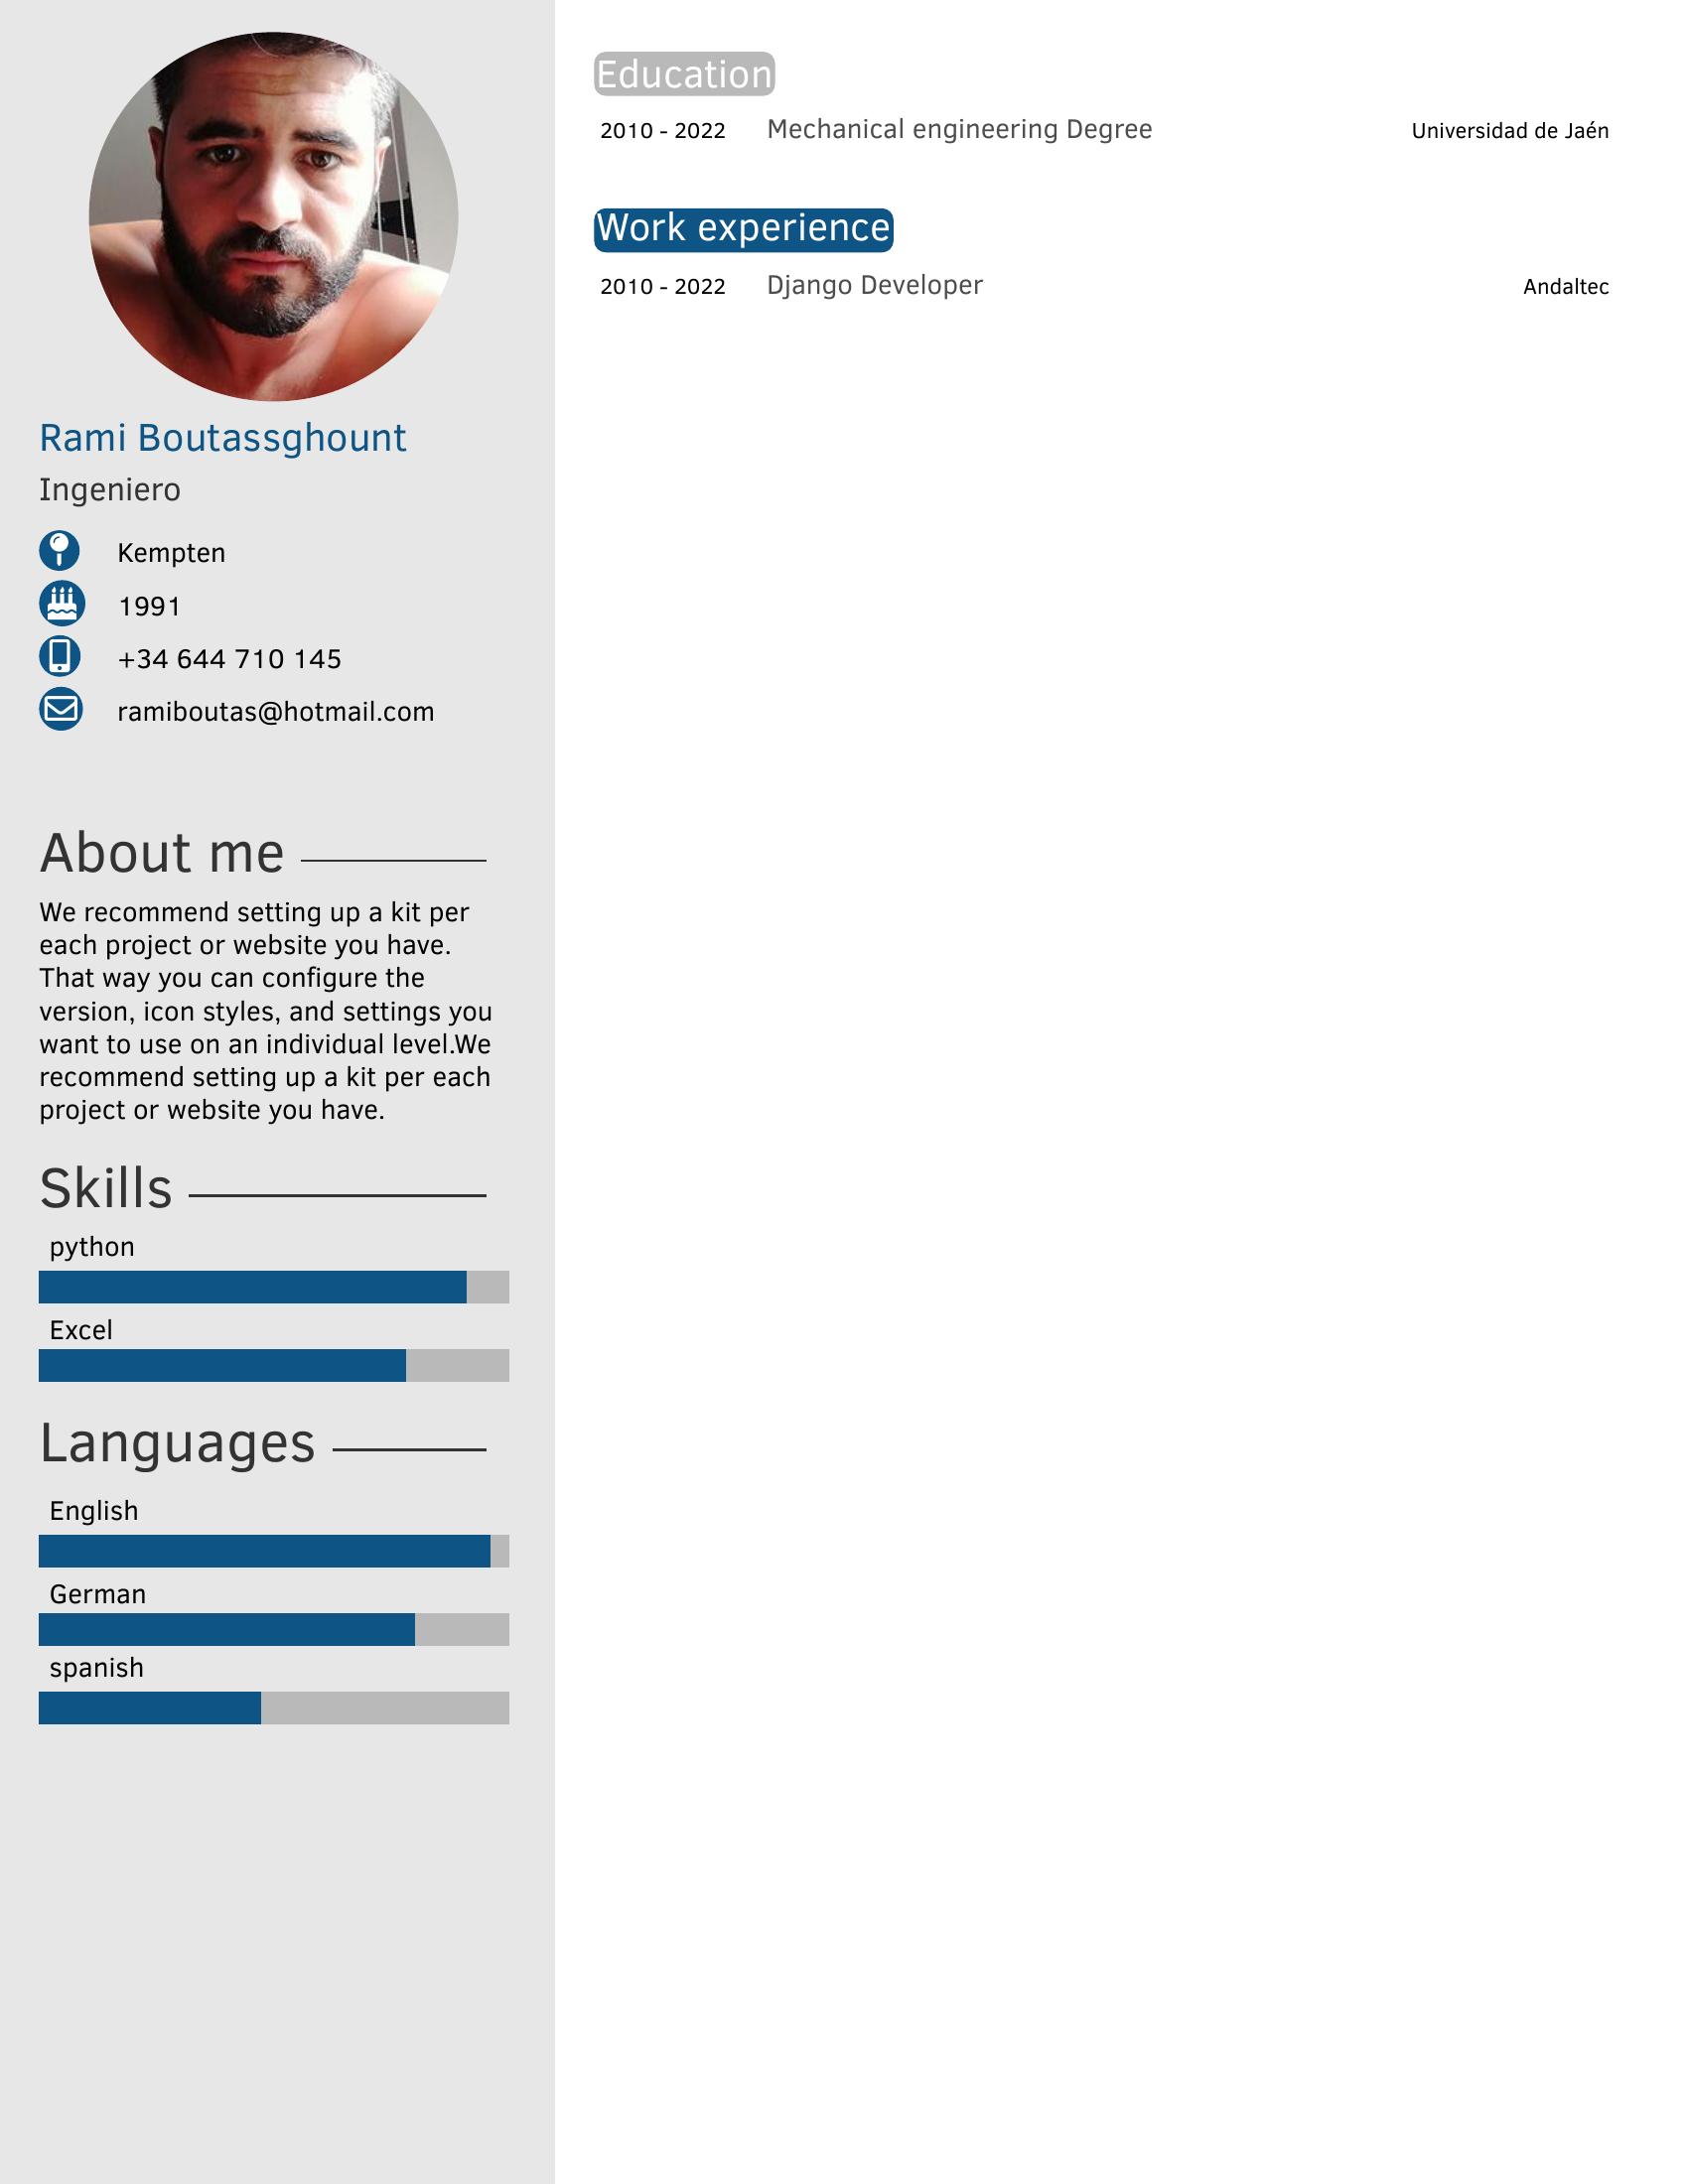 Rami Boutassghount
Ingeniero
Kempten
1991
+34 644 710 145
ramiboutas@hotmail.com
About me
We recommend setting up a kit per
each project or website you have.
That way you can configure the
version, icon styles, and settings you
want to use on an individual level.We
recommend setting up a kit per each
project or website you have.
Skills
python
Excel
Languages
English
German
spanish
Education
2010 - 2022 Mechanical engineering Degree Universidad de Jaén
Work experience
2010 - 2022 Django Developer Andaltec